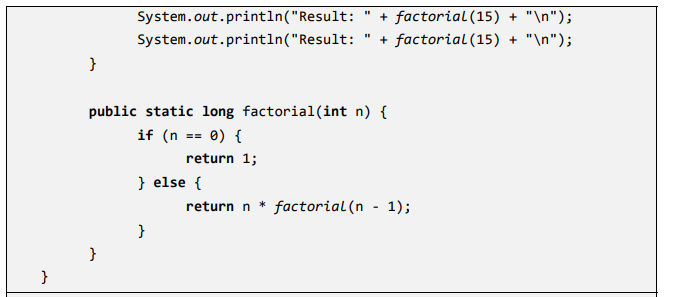 System.out.println("Result: " + factorial(15) + "\n");
System.out.println("Result: " + factorial(15) + "\n");
}
public static long factorial(int n) {
if (n == 0) {
return 1;
} else {
return n * factorial(n - 1);
}
}
}